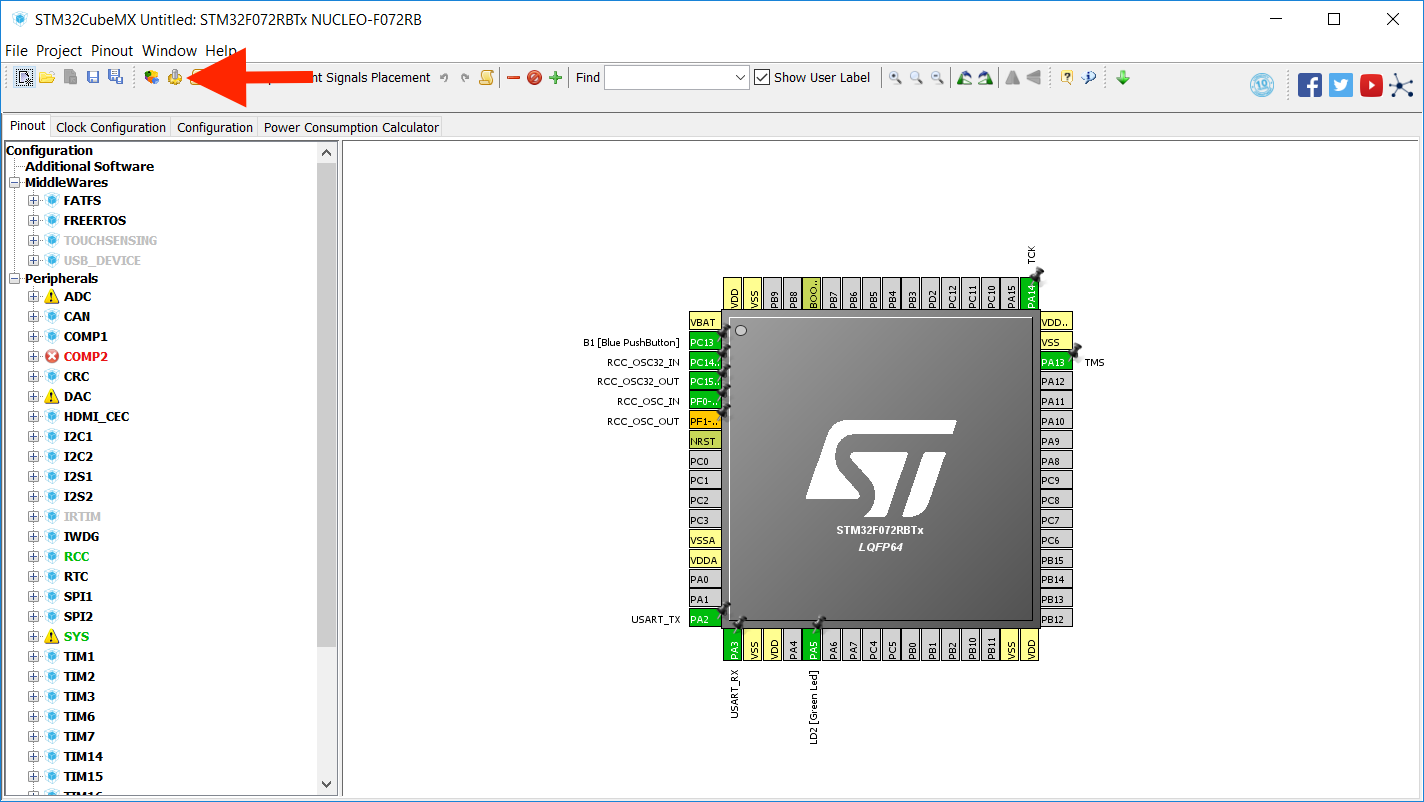 STM32CubeMX Untitled: STM32F072RBTx NUCLEO-F072RB
File Project Pinout Window Help
Signals Placement Find Show User Label
Pinout Clock Configuration Configuration Power Consumption Calculator
Configuration
Additional Software
MiddleWares
FATFS
FREERTOS
TOUCHSENSING
USB_DEVICE
Peripherals
ADC
CAN
COMP1
COMP2
CRC
DAC
HDMI_CEC
I2C1
I2C2
I2S1
I2S2
IRTIM
IWDG
RCC
RTC
SPI1
SPI2
SYS
TIM1
TIM2
TIM3
TIM6
TIM7
TIM14
TIM15
TIM16
TCK
VDD
VSS
PB9
PB8
BOO..
PB7
PB6
PB5
PB4
PB3
PD2
PC12
PC11
PC10
PA15
PA14
VBAT
B1 [Blue PushButton] PC13
RCC_OSC32_IN PC14..
RCC_OSC32_OUT PC15..
RCC_OSC_IN PF0-..
RCC_OSC_OUT PF1-..
NRST
PC0
PC1
PC2
PC3
VSSA
VDDA
PA0
PA1
USART_TX PA2
ST
STM32F072RBTx
LQFP64
VDD..
VSS
PA13 TMS
PA12
PA11
PA10
PA9
PA8
PC9
PC8
PC7
PC6
PB15
PB14
PB13
PB12
PA3
VSS
VDD
PA4
PA5
PA6
PA7
PC4
PC5
PB0
PB1
PB2
PB10
PB11
VSS
VDD
USART_RX
LD2 [Green Led]